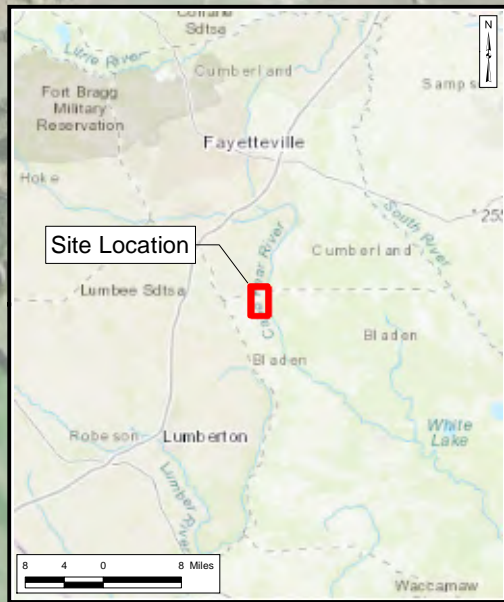 Sdtsa
N
Little River
Cumberland
Fort Bragg
Military
Reservation
Samps
Fayetteville
Hoke
South River
255
Site Location
Cumberland
Lumbee Sdtsa
Bladen
Bladen
White
Lake
Robeson
Lumberton
Lumber River
8 4 0 8 Miles
Waccamaw